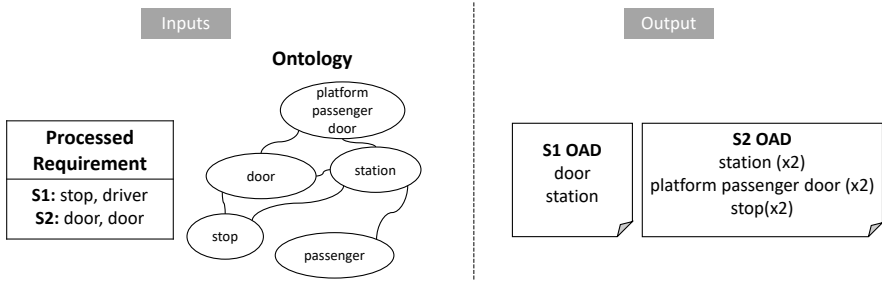 Inputs
Output
Ontology
platform
passenger
door
door
station
stop
passenger
Processed
Requirement
S1: stop, driver
S2: door, door
S1 OAD
door
station
S2 OAD
station (x2)
platform passenger door (x2)
stop(x2)